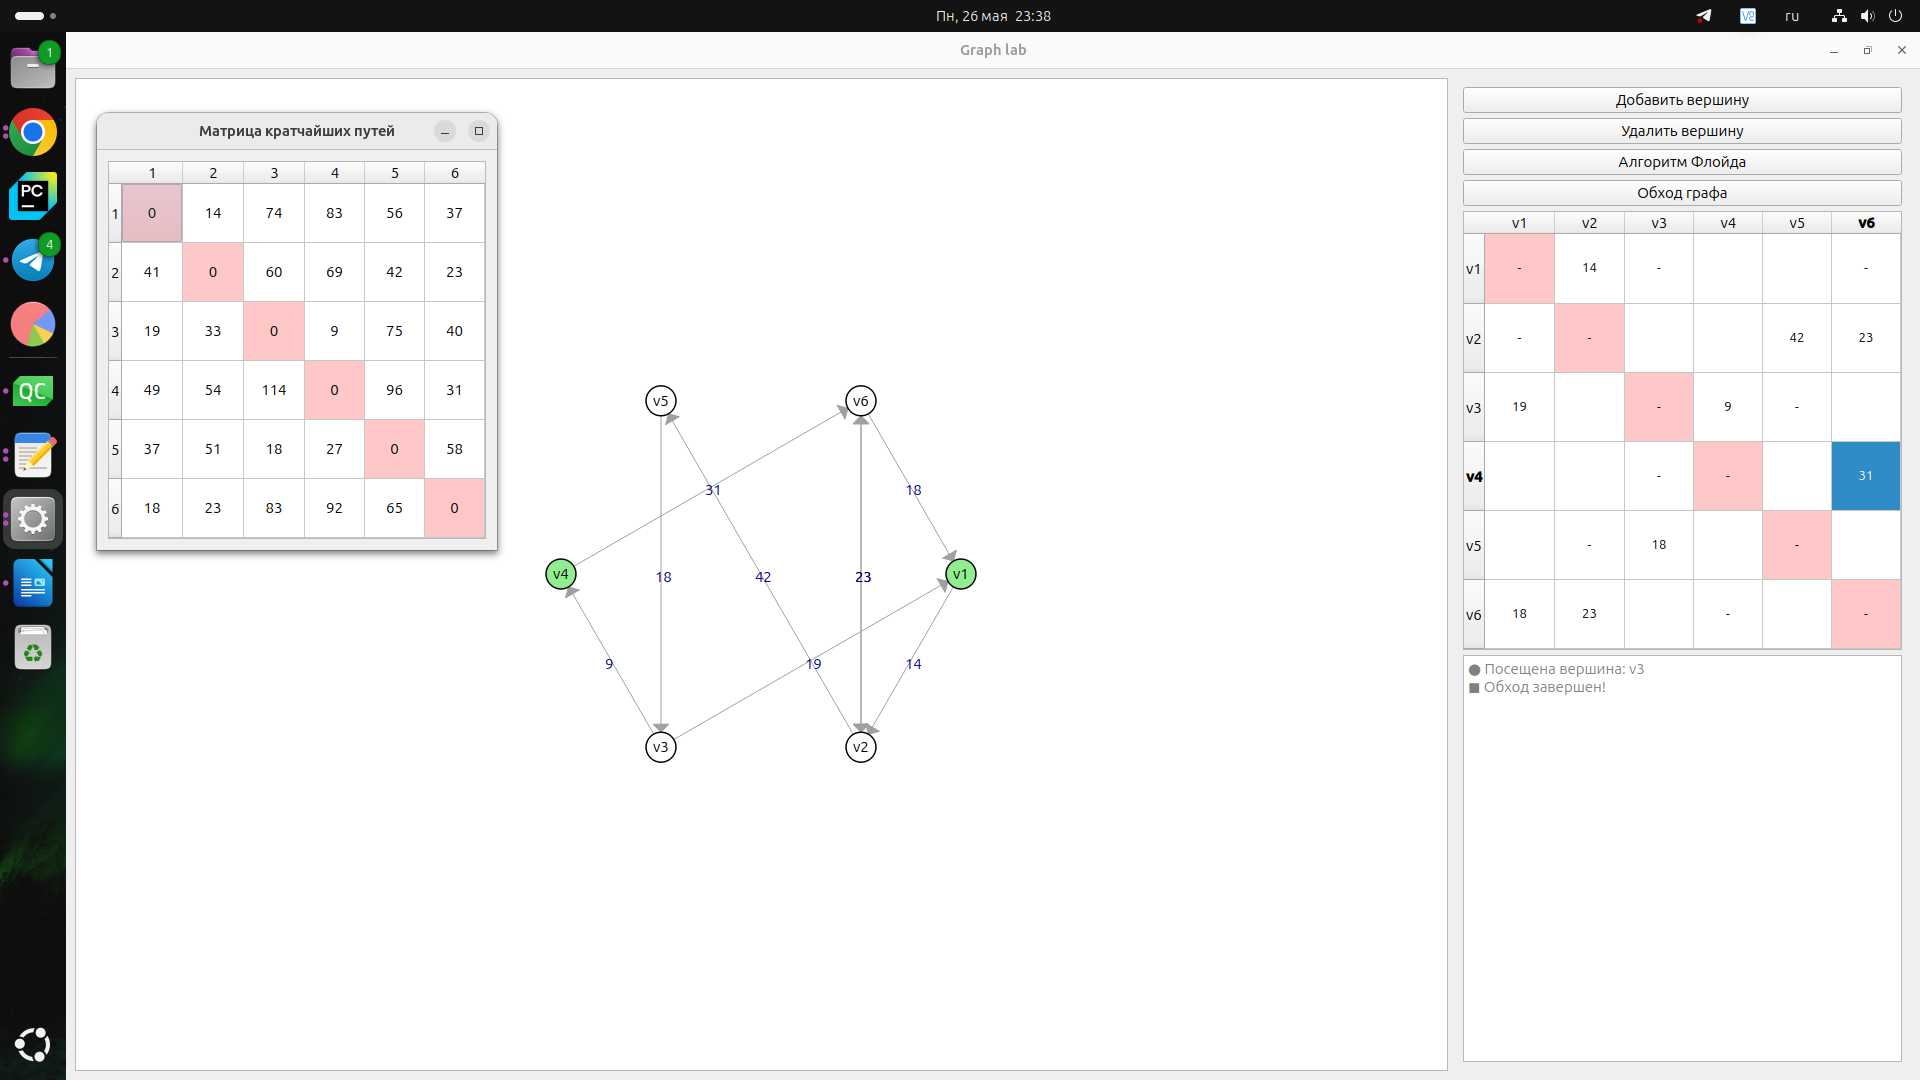 Пн, 26 мая 23:38
ru
Graph lab
1
PC
4
QC
Матрица кратчайших путей
1 2 3 4 5 6
1 0 14 74 83 56 37
2 41 0 60 69 42 23
3 19 33 0 9 75 40
4 49 54 114 0 96 31
5 37 51 18 27 0 58
6 18 23 83 92 65 0
v5 v6
31 18
v4 18 42 23 v1
9 19 14
v3 v2
Добавить вершину
Удалить вершину
Алгоритм Флойда
Обход графа
v1 v2 v3 v4 v5 v6
v1 - 14 - -
v2 - - 42 23
v3 19 - 9 -
v4 - - 31
v5 - 18 -
v6 18 23 - -
Посещена вершина: v3
Обход завершен!